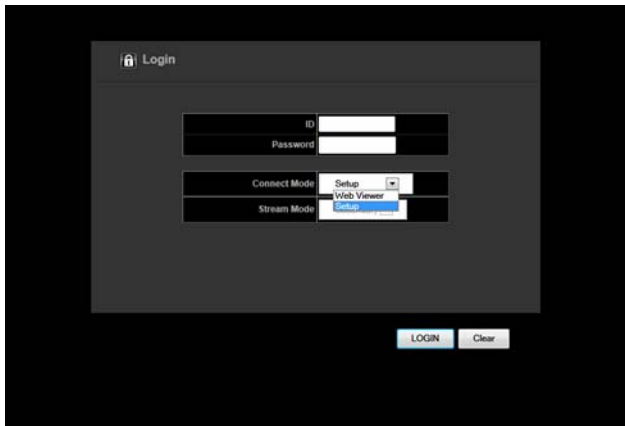 Login
ID
Password
Connect Mode Setup
Web Viewer
Setup
Stream Mode
LOGIN Clear